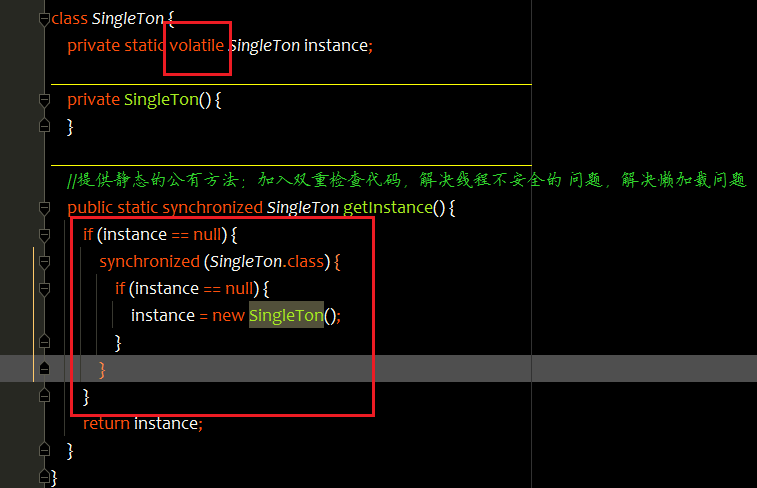 class SingleTon {
private static volatile SingleTon instance;
private SingleTon() {
}
//提供静态的公有方法；加入双重检查代码，解决线程不安全的 问题，解决懒加载问题
public static synchronized SingleTon getInstance() {
if (instance == null) {
synchronized (SingleTon.class) {
if (instance == null) {
instance = new SingleTon();
}
}
}
return instance;
}
}